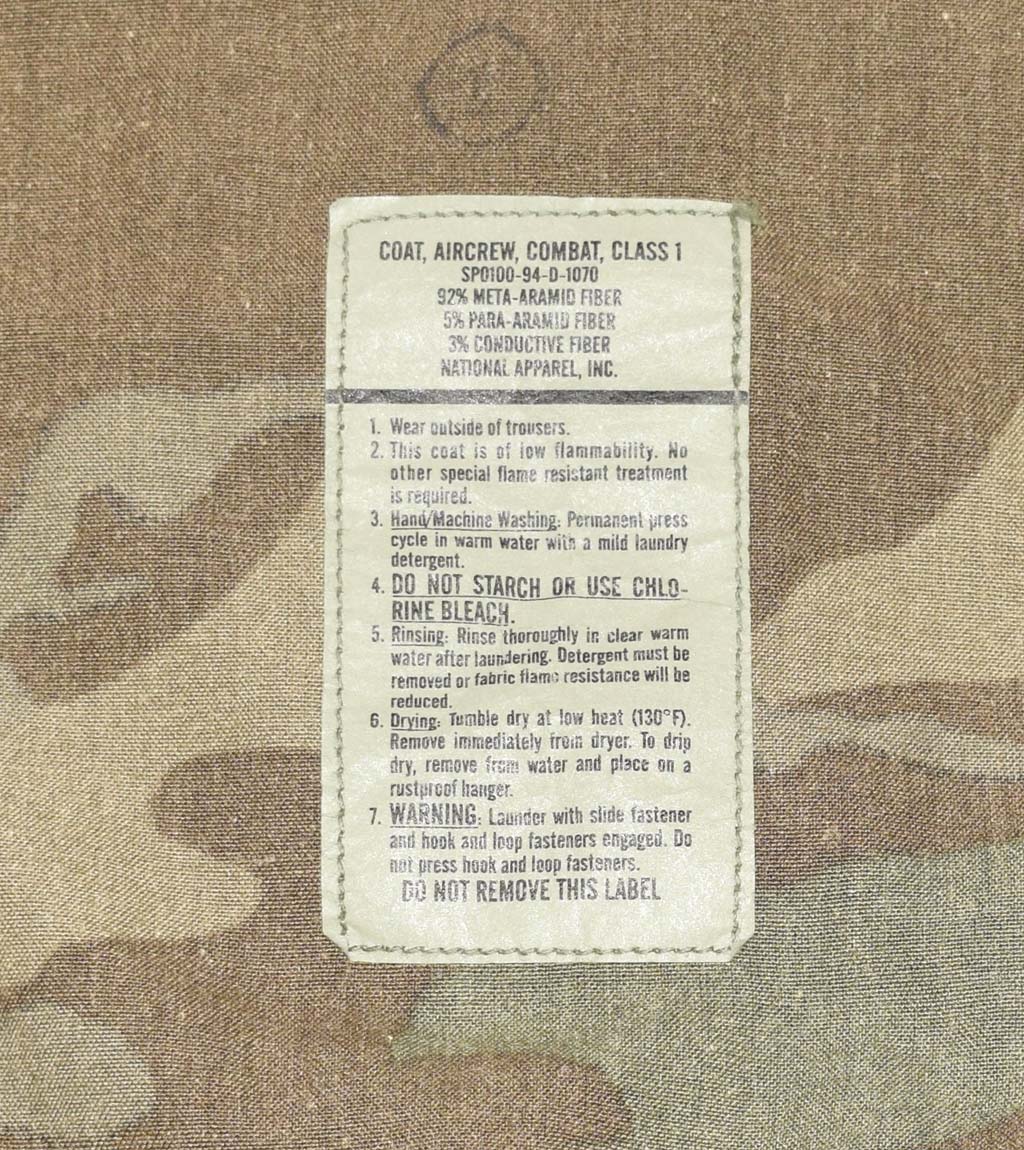 COAT, AIRCREW, COMBAT, CLASS 1
SPO100-94-D-1070
92% META-ARAMID FIBER
5% PARA-ARAMID FIBER
3% CONDUCTIVE FIBER
NATIONAL APPAREL, INC.
1. Wear outside of trousers.
2. This coat is of low flammability. No
other special flame resistant treatment
is required.
3. Hand/Machine Washing: Permanent press
cycle in warm water with a mild laundry
detergent.
4. DO NOT STARCH OR USE CHLO-
RINE BLEACH.
5. Rinsing: Rinse thoroughly in clear warm
water after laundering. Detergent must be
removed or fabric flame resistance will be
reduced.
6. Drying: Tumble dry at low heat (130°F).
Remove immediately from dryer. To drip
dry, remove from water and place on a
rustproof hanger.
7. WARNING: Launder with slide fastener
and hook and loop fasteners engaged. Do
not press hook and loop fasteners.
DO NOT REMOVE THIS LABEL